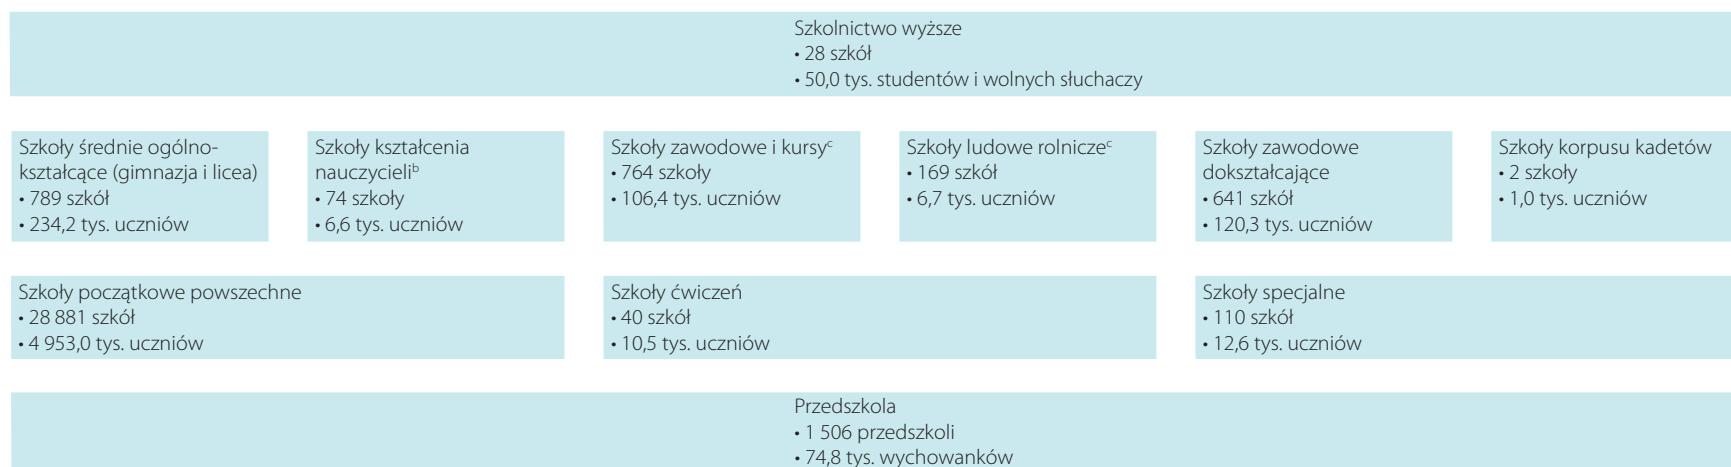 Szkolnictwo wyższe
• 28 szkół
• 50,0 tys. studentów i wolnych słuchaczy
Szkoły średnie ogólno-
kształcące (gimnazja i licea)
• 789 szkół
• 234,2 tys. uczniów
Szkoły kształcenia
nauczycieliᵇ
• 74 szkoły
• 6,6 tys. uczniów
Szkoły zawodowe i kursyᶜ
• 764 szkoły
• 106,4 tys. uczniów
Szkoły ludowe rolniczeᶜ
• 169 szkół
• 6,7 tys. uczniów
Szkoły zawodowe
dokształcające
• 641 szkół
• 120,3 tys. uczniów
Szkoły korpusu kadetów
• 2 szkoły
• 1,0 tys. uczniów
Szkoły początkowe powszechne
• 28 881 szkół
• 4 953,0 tys. uczniów
Szkoły ćwiczeń
• 40 szkół
• 10,5 tys. uczniów
Szkoły specjalne
• 110 szkół
• 12,6 tys. uczniów
Przedszkola
• 1 506 przedszkoli
• 74,8 tys. wychowanków